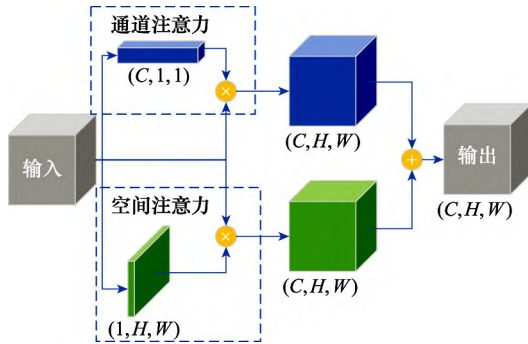 通道注意力
(C,1,1)
×
(C,H,W)
输入
+
输出
(C,H,W)
空间注意力
×
(1,H,W)
(C,H,W)